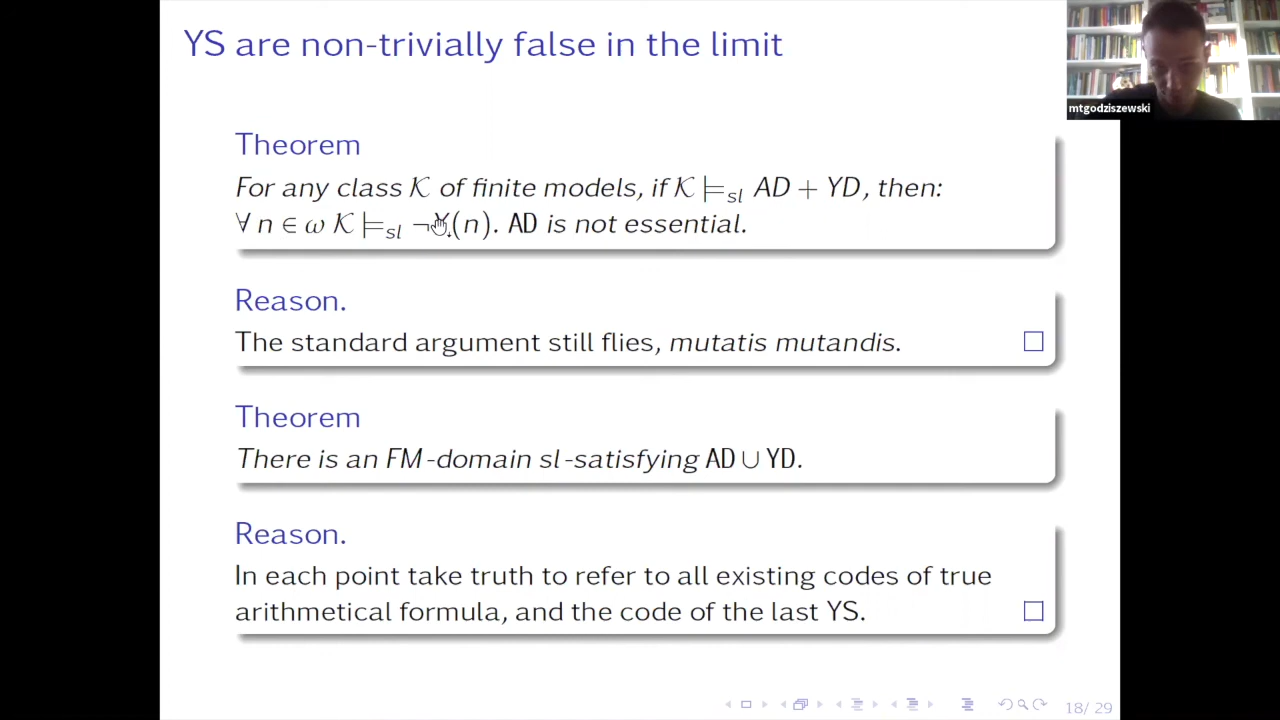 YS are non-trivially false in the limit
mtgodziszewski
Theorem
For any class 𝒦 of finite models, if 𝒦 ⊨sl AD + YD, then:
∀ n ∈ ω 𝒦 ⊨sl ¬Y(n). AD is not essential.
Reason.
The standard argument still flies, mutatis mutandis. □
Theorem
There is an FM-domain sl-satisfying AD ∪ YD.
Reason.
In each point take truth to refer to all existing codes of true
arithmetical formula, and the code of the last YS. □
18/29